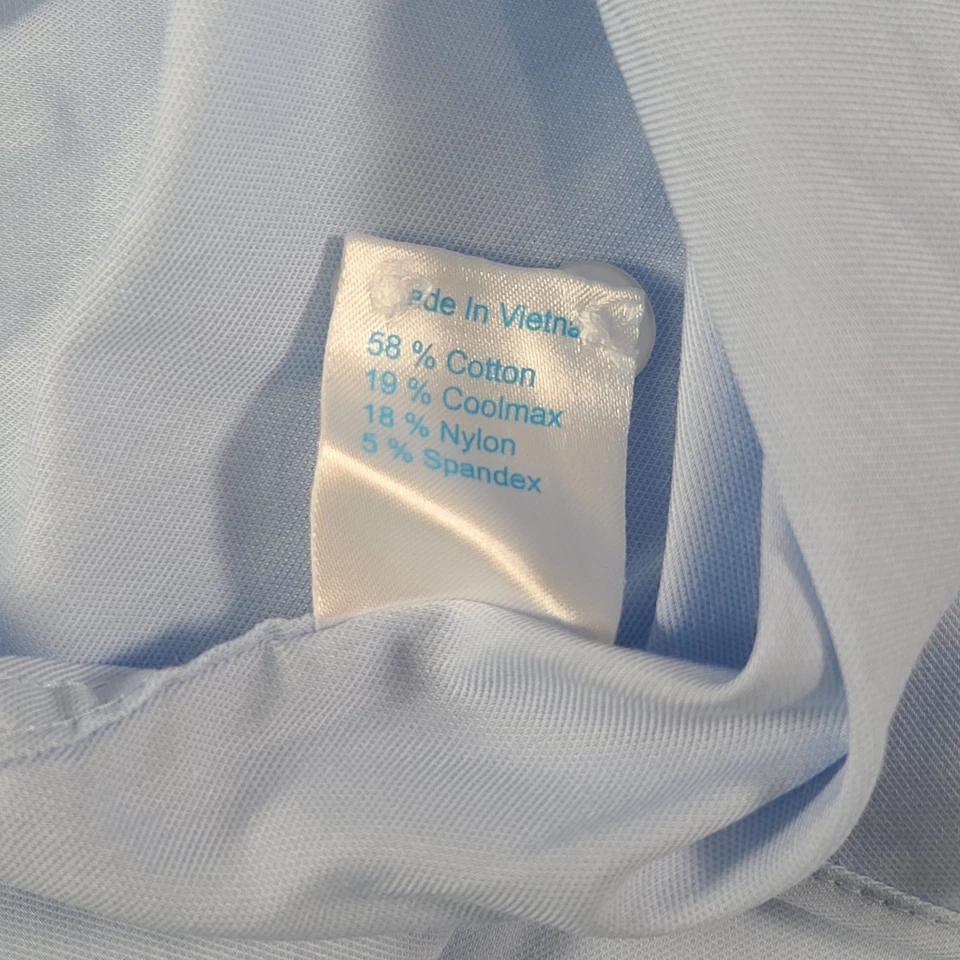 ade In Vietna
58 % Cotton
19 % Coolmax
18 % Nylon
5 % Spandex